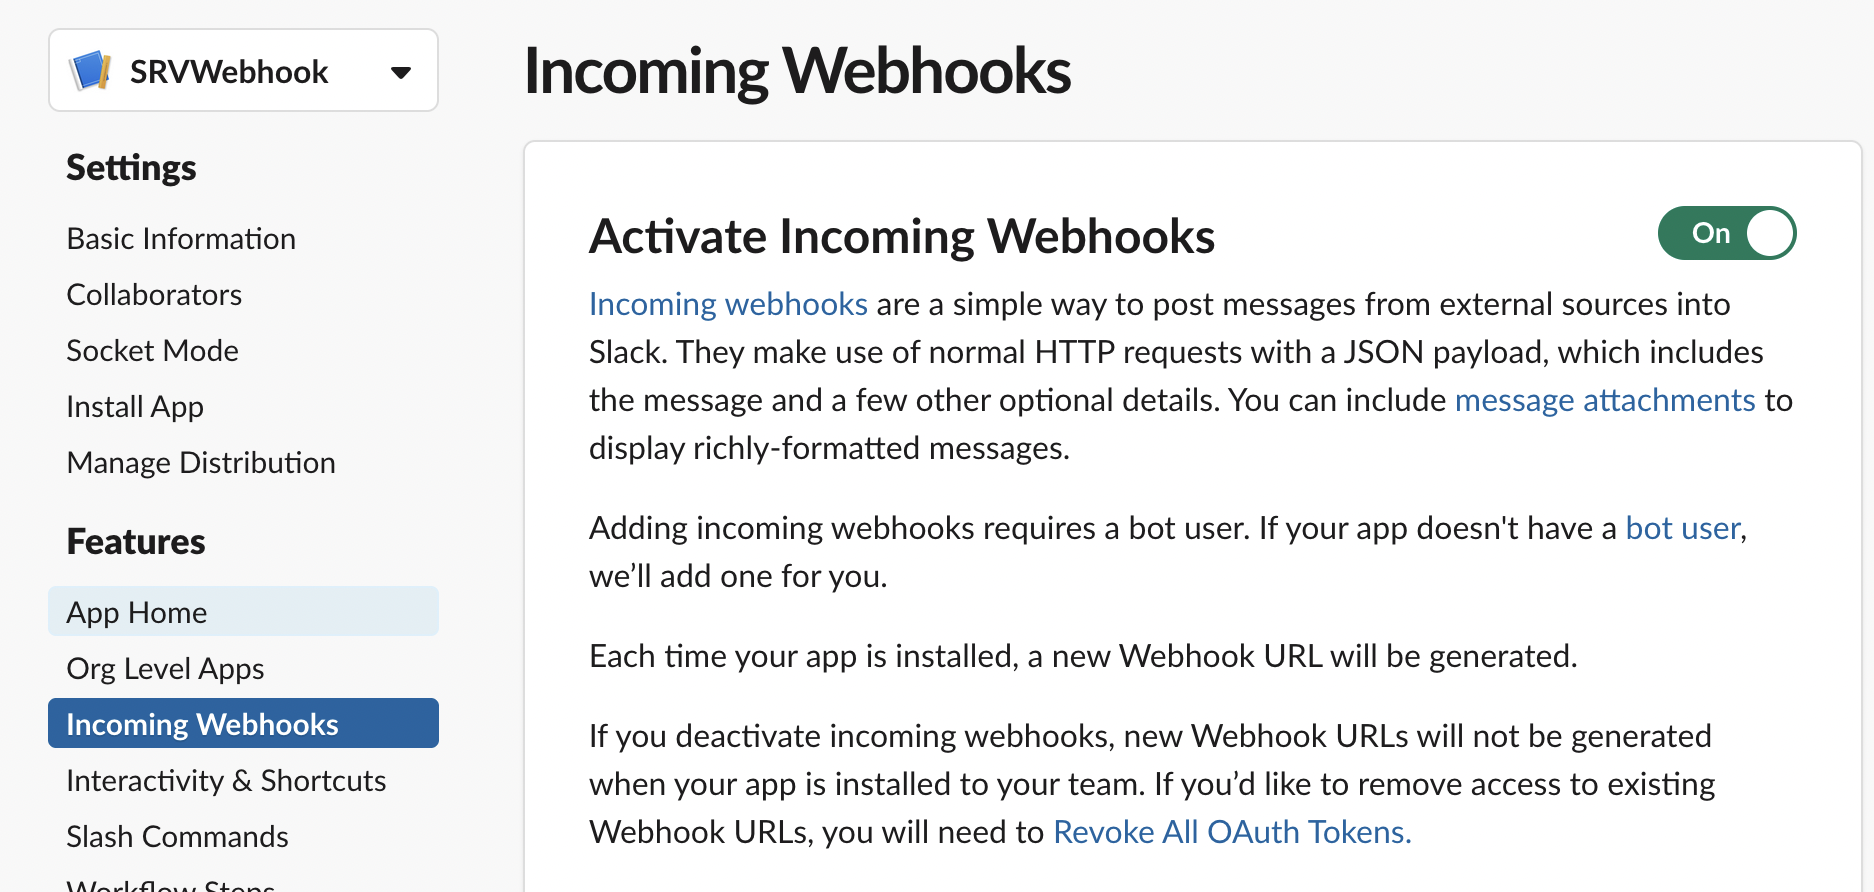 SRVWebhook
Settings
Basic Information
Collaborators
Socket Mode
Install App
Manage Distribution
Features
App Home
Org Level Apps
Incoming Webhooks
Interactivity & Shortcuts
Slash Commands
Workflow Steps
Incoming Webhooks
Activate Incoming Webhooks
On
Incoming webhooks are a simple way to post messages from external sources into
Slack. They make use of normal HTTP requests with a JSON payload, which includes
the message and a few other optional details. You can include message attachments to
display richly-formatted messages.
Adding incoming webhooks requires a bot user. If your app doesn't have a bot user,
we’ll add one for you.
Each time your app is installed, a new Webhook URL will be generated.
If you deactivate incoming webhooks, new Webhook URLs will not be generated
when your app is installed to your team. If you’d like to remove access to existing
Webhook URLs, you will need to Revoke All OAuth Tokens.